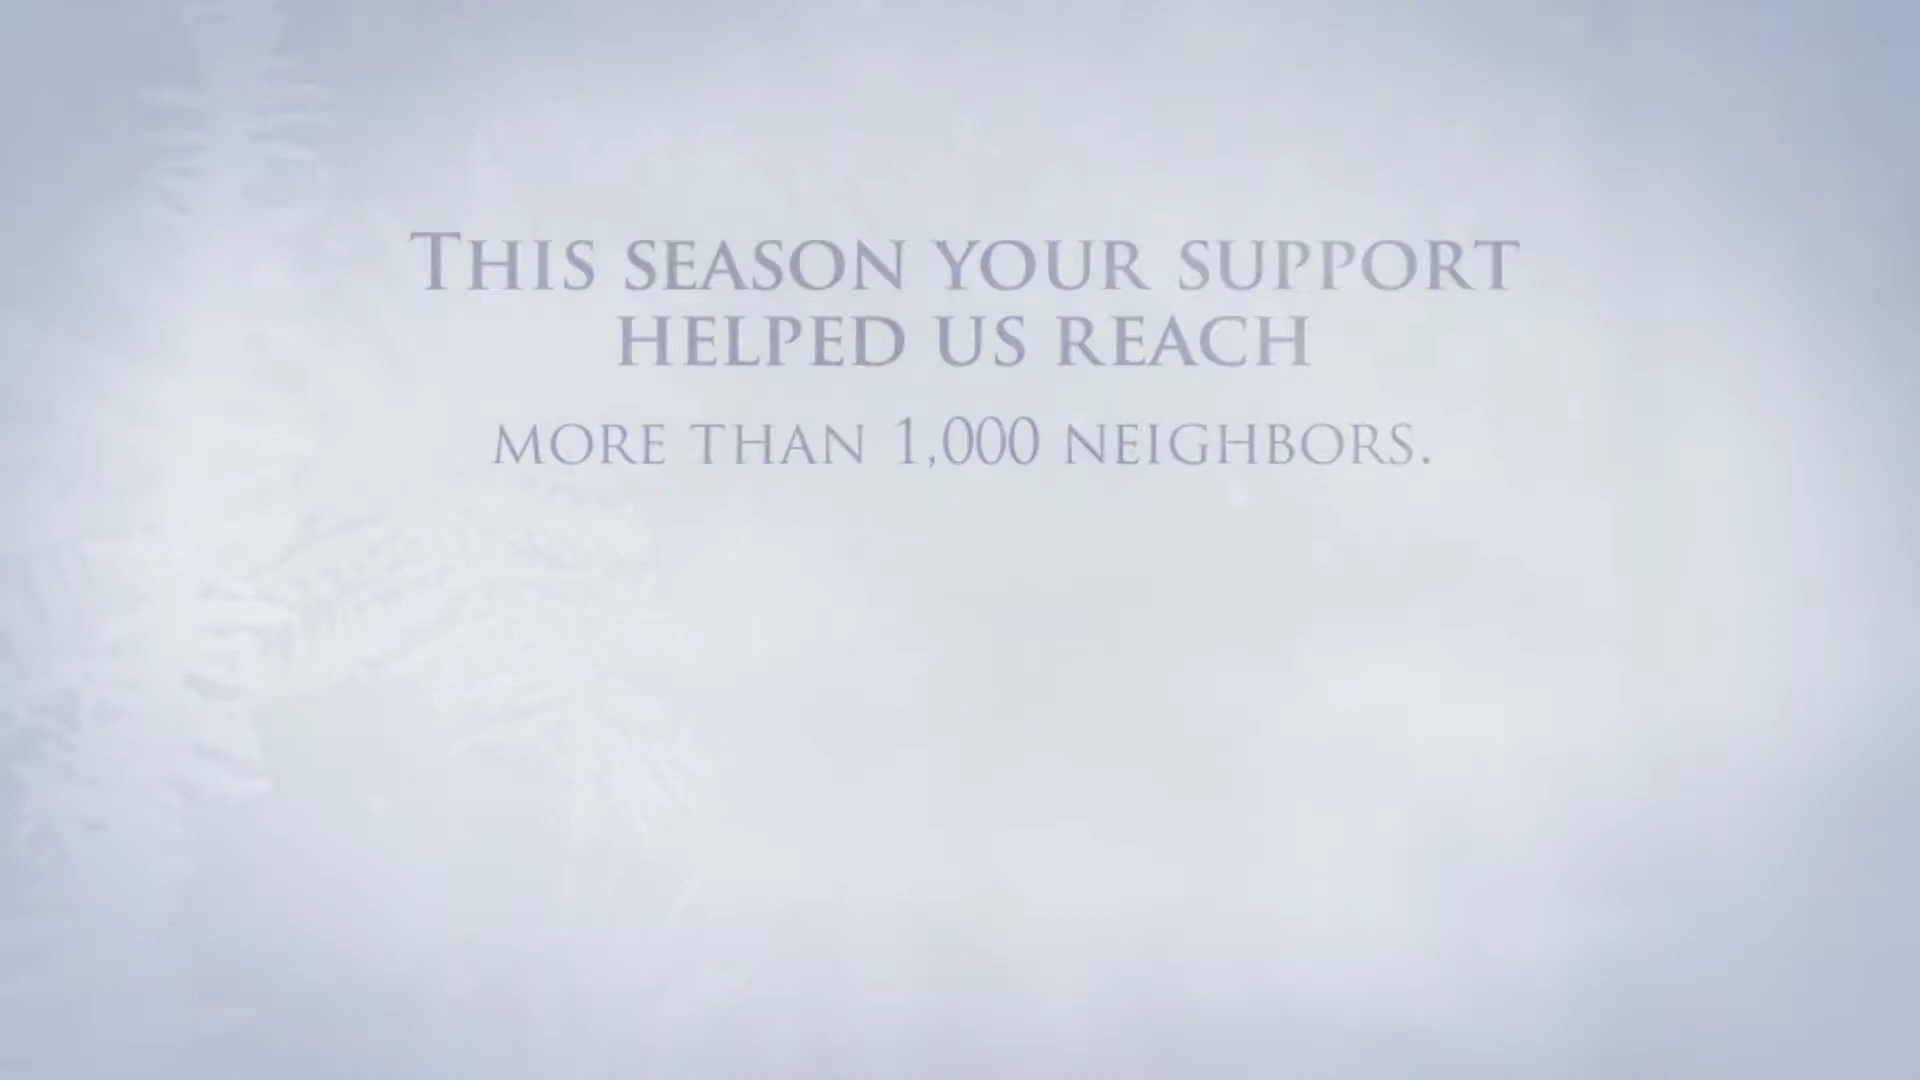 This season your support
helped us reach
more than 1,000 neighbors.